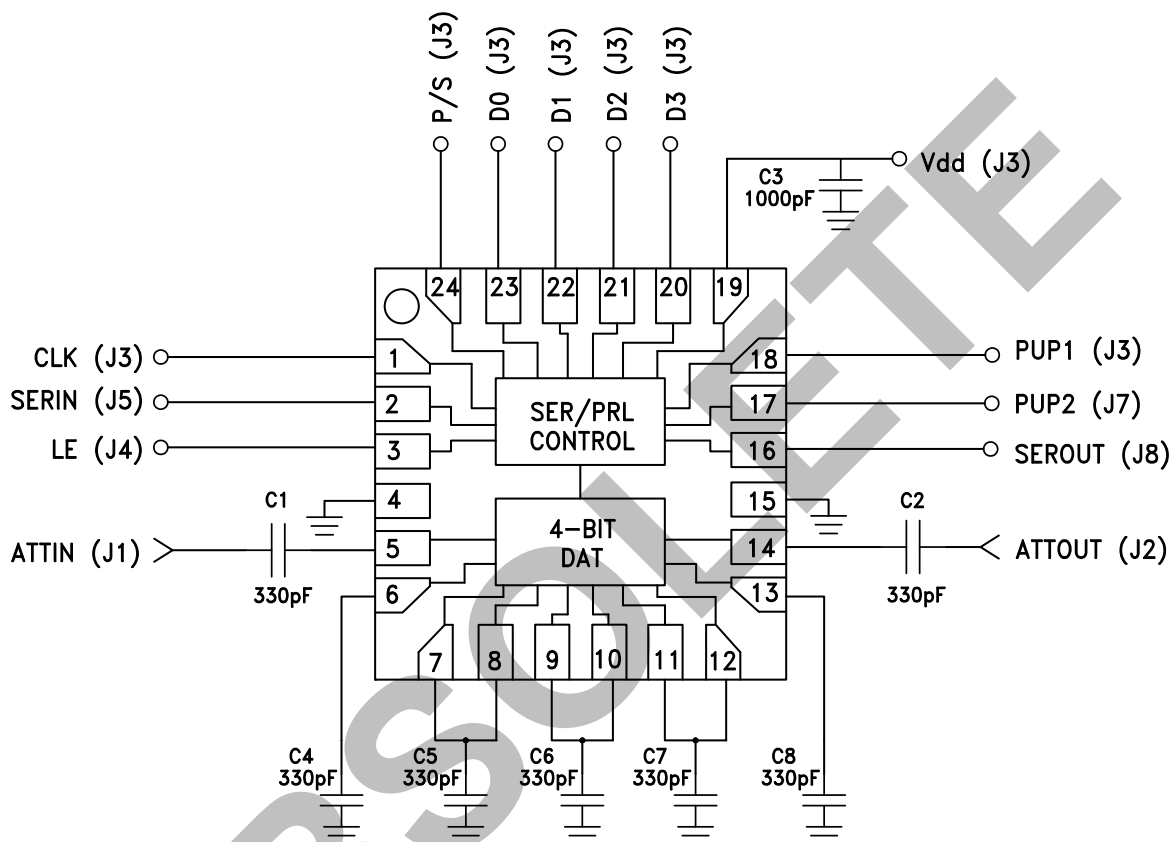 P/S (J3)
D0 (J3)
D1 (J3)
D2 (J3)
D3 (J3)
Vdd (J3)
C3
1000pF
24
23
22
21
20
19
CLK (J3)
1
18
PUP1 (J3)
SERIN (J5)
2
17
PUP2 (J7)
SER/PRL
CONTROL
LE (J4)
3
16
SEROUT (J8)
4
15
C1
C2
4-BIT
DAT
ATTIN (J1)
5
14
ATTOUT (J2)
330pF
330pF
6
13
7
8
9
10
11
12
C4
330pF
C5
330pF
C6
330pF
C7
330pF
C8
330pF